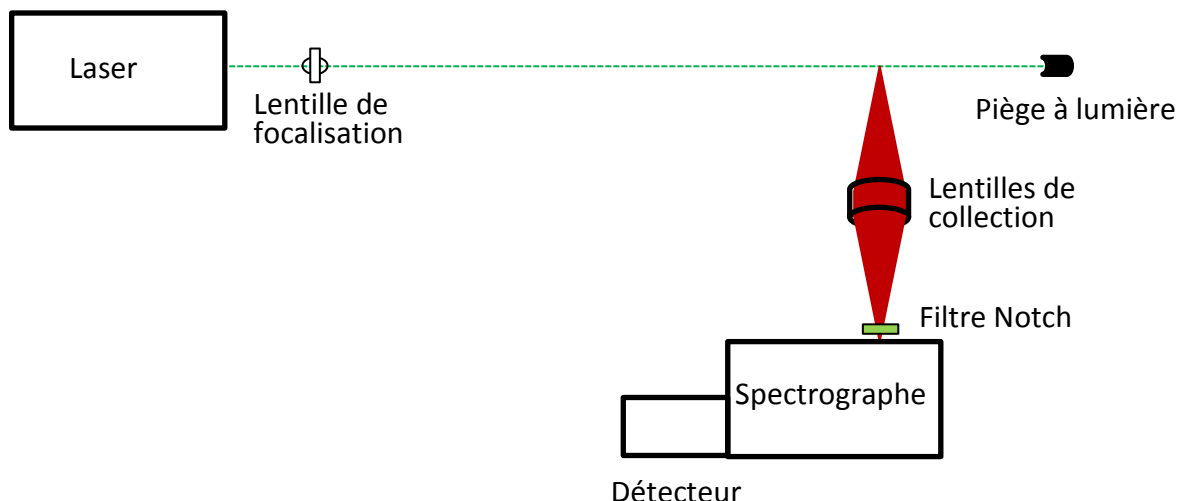 Laser
Lentille de
focalisation
Piège à lumière
Lentilles de
collection
Filtre Notch
Spectrographe
Détecteur